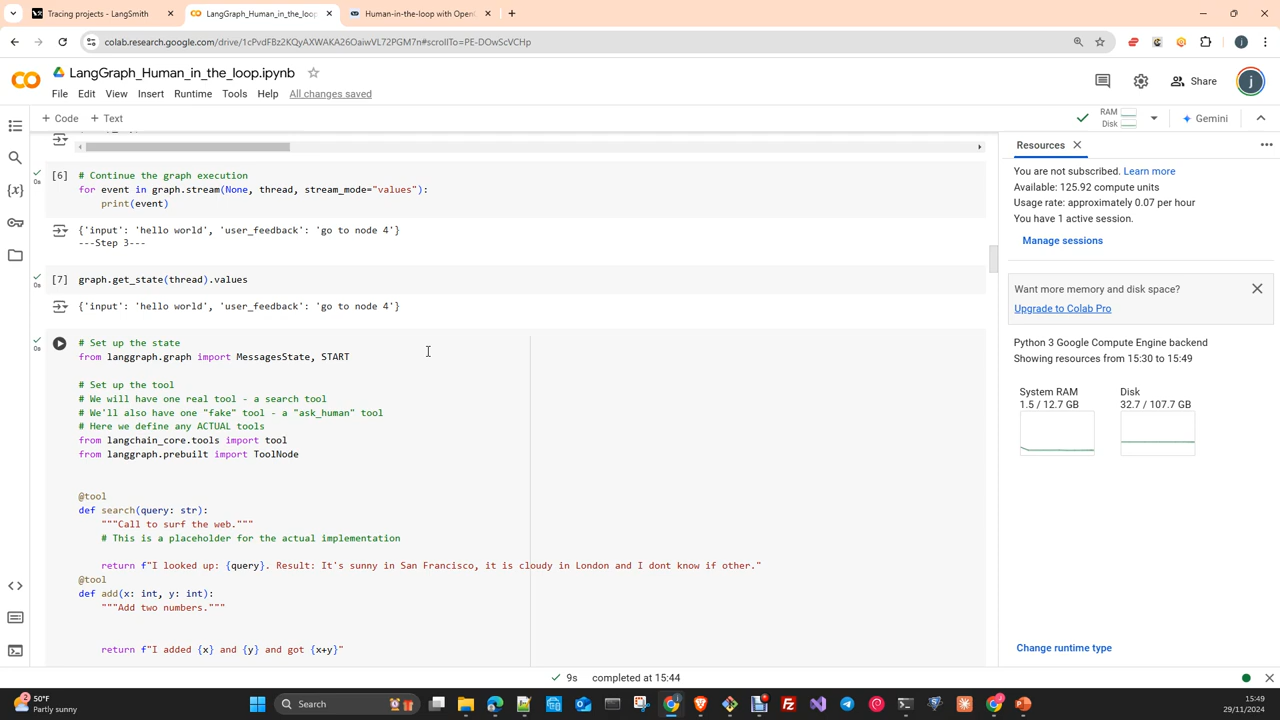 Tracing projects - LangSmith
LangGraph_Human_in_the_loop.
Human-in-the-loop with Open
colab.research.google.com/drive/1cPvdFBz2KQyAXWAKA26OaiwVL72PGM7n#scrollTo=PE-DOwScVCHp
LangGraph_Human_in_the_loop.ipynb
File Edit View Insert Runtime Tools Help All changes saved
Share
j
+ Code + Text
RAM
Disk
Gemini
Resources
[6] # Continue the graph execution
for event in graph.stream(None, thread, stream_mode="values"):
print(event)
{'input': 'hello world', 'user_feedback': 'go to node 4'}
---Step 3---
[7] graph.get_state(thread).values
{'input': 'hello world', 'user_feedback': 'go to node 4'}
# Set up the state
from langgraph.graph import MessagesState, START
# Set up the tool
# We will have one real tool - a search tool
# We'll also have one "fake" tool - a "ask_human" tool
# Here we define any ACTUAL tools
from langchain_core.tools import tool
from langgraph.prebuilt import ToolNode
@tool
def search(query: str):
"""Call to surf the web."""
# This is a placeholder for the actual implementation
return f"I looked up: {query}. Result: It's sunny in San Francisco, it is cloudy in London and I dont know if other."
@tool
def add(x: int, y: int):
"""Add two numbers."""
return f"I added {x} and {y} and got {x+y}"
You are not subscribed. Learn more
Available: 125.92 compute units
Usage rate: approximately 0.07 per hour
You have 1 active session.
Manage sessions
Want more memory and disk space?
Upgrade to Colab Pro
Python 3 Google Compute Engine backend
Showing resources from 15:30 to 15:49
System RAM
1.5 / 12.7 GB
Disk
32.7 / 107.7 GB
Change runtime type
9s completed at 15:44
50°F
Partly sunny
Search
15:49
29/11/2024